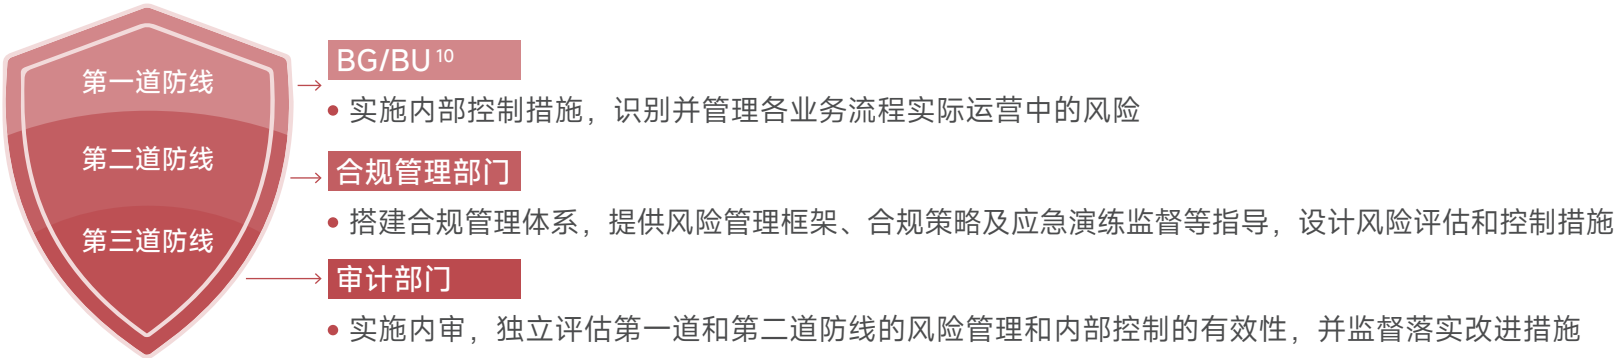 第一道防线
BG/BU 10
实施内部控制措施，识别并管理各业务流程实际运营中的风险
第二道防线
合规管理部门
搭建合规管理体系，提供风险管理框架、合规策略及应急演练监督等指导，设计风险评估和控制措施
第三道防线
审计部门
实施内审，独立评估第一道和第二道防线的风险管理和内部控制的有效性，并监督落实改进措施